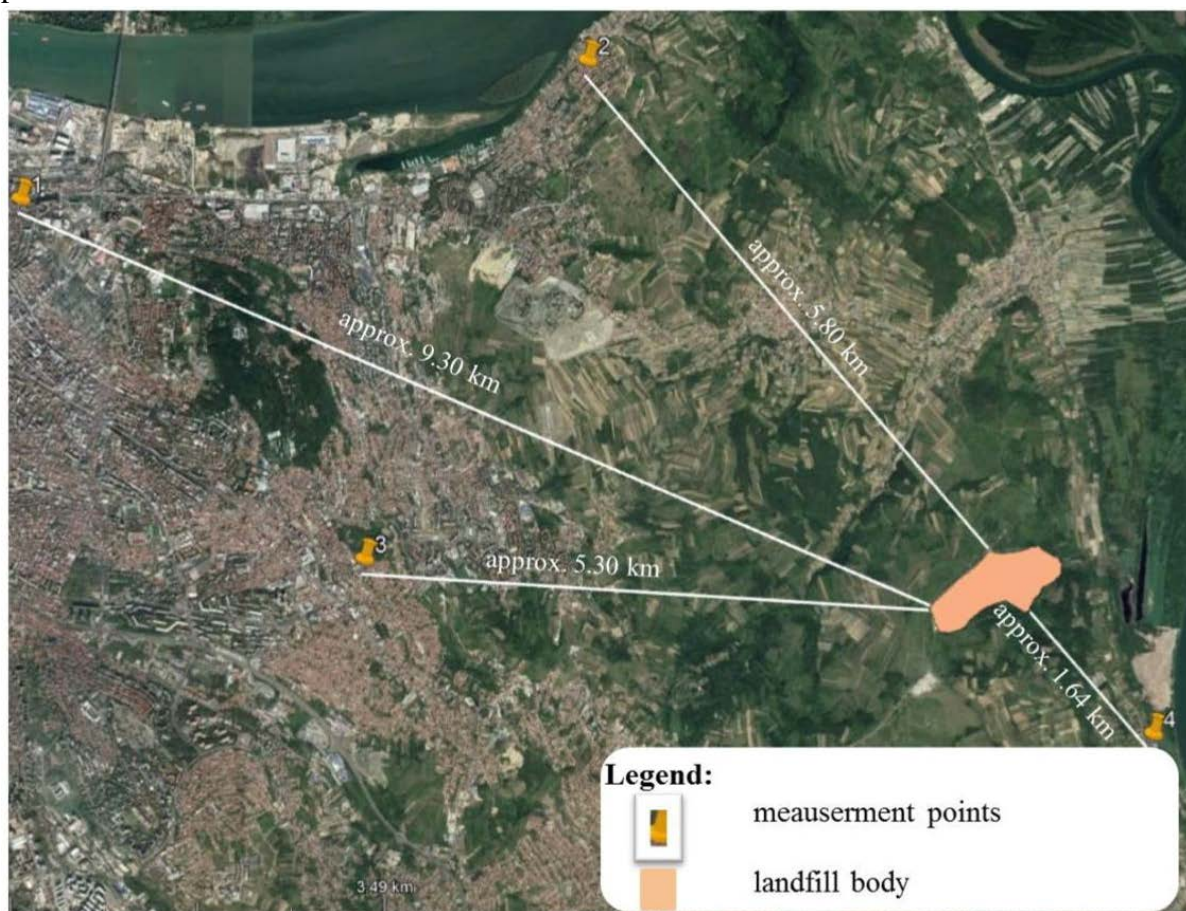 2
1
approx. 5.80 km
approx. 9.30 km
3
approx. 5.30 km
approx. 1.64 km
4
Legend:
meauserment points
landfill body
3.49 km